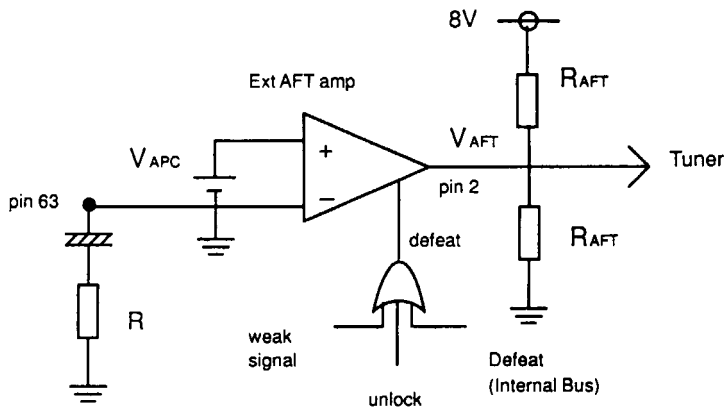 8V
Ext AFT amp
RAFT
VAPC
+
VAFT
Tuner
pin 63
−
pin 2
RAFT
defeat
R
weak
signal
Defeat
(Internal Bus)
unlock